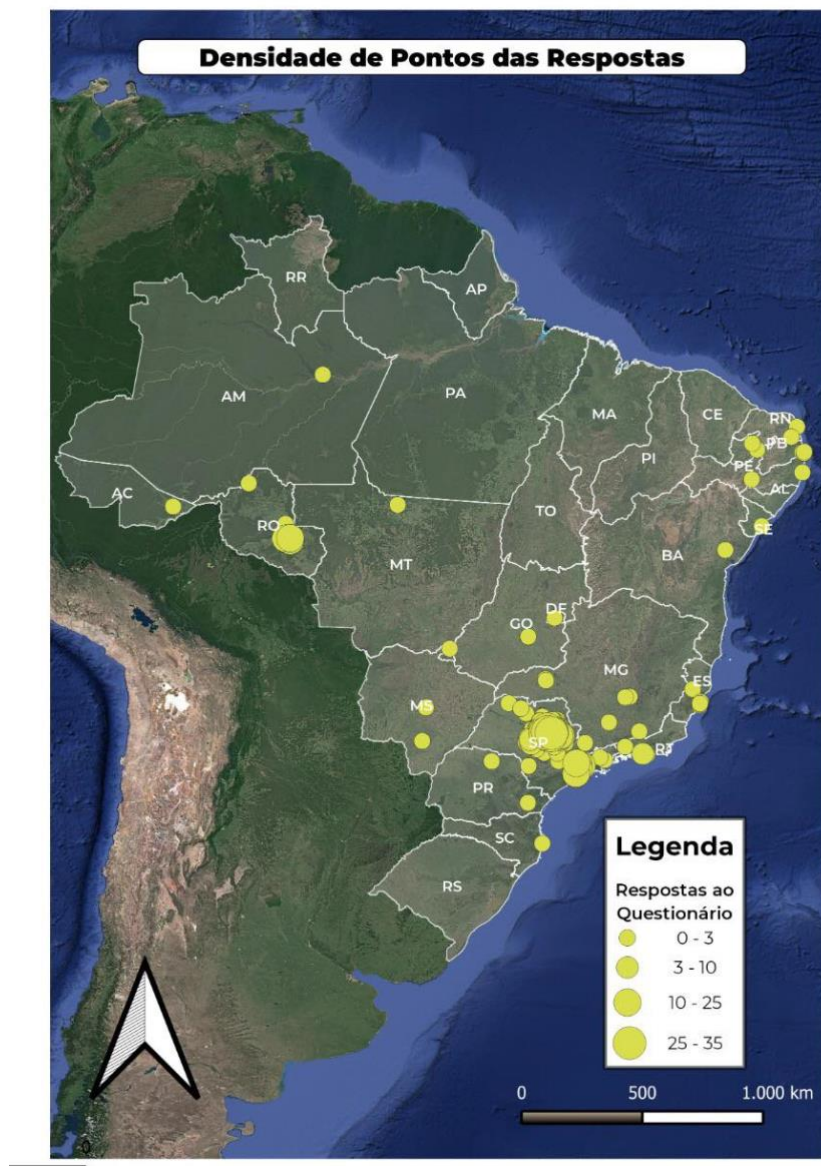 Densidade de Pontos das Respostas
RR
AP
AM
PA
MA
CE
RN
PB
PI
PE
AL
AC
TO
SE
RO
BA
MT
DF
GO
MG
ES
MS
SP
RJ
PR
SC
RS
Legenda
Respostas ao
Questionário
0 - 3
3 - 10
10 - 25
25 - 35
0 500 1.000 km